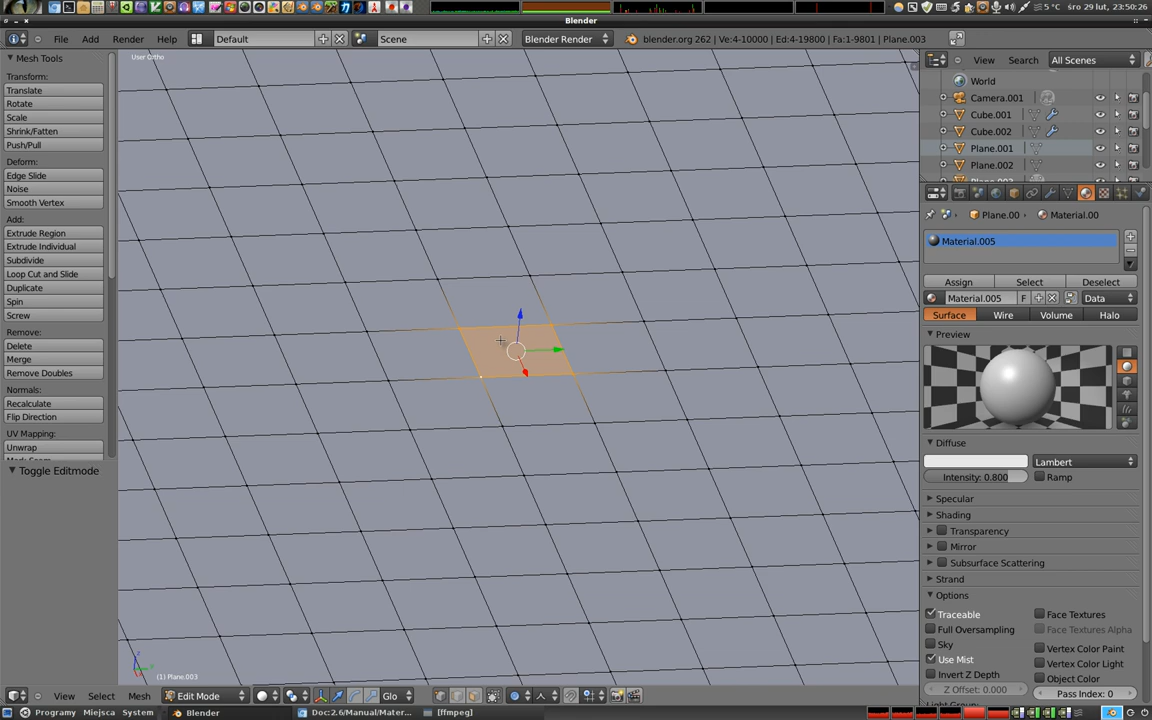 5 °C
śro 29 lut, 23:50:26
Blender
File
Add
Render
Help
Default
Scene
Blender Render
blender.org 262 | Ve:4-10000 | Ed:4-19800 | Fa:1-9801 | Plane.003
Mesh Tools
Transform:
Translate
Rotate
Scale
Shrink/Fatten
Push/Pull
Deform:
Edge Slide
Noise
Smooth Vertex
Add:
Extrude Region
Extrude Individual
Subdivide
Loop Cut and Slide
Duplicate
Spin
Screw
Remove:
Delete
Merge
Remove Doubles
Normals:
Recalculate
Flip Direction
UV Mapping:
Unwrap
Toggle Editmode
User Ortho
(1) Plane.003
View
Select
Mesh
Edit Mode
Glo
View
Search
All Scenes
World
Camera.001
Cube.001
Cube.002
Plane.001
Plane.002
Plane.00
Material.00
Material.005
Assign
Select
Deselect
Material.005
F
Data
Surface
Wire
Volume
Halo
Preview
Diffuse
Lambert
Intensity: 0.800
Ramp
Specular
Shading
Transparency
Mirror
Subsurface Scattering
Strand
Options
Traceable
Full Oversampling
Sky
Use Mist
Invert Z Depth
Z Offset: 0.000
Face Textures
Face Textures Alpha
Vertex Color Paint
Vertex Color Light
Object Color
Pass Index: 0
Programy
Miejsca
System
Blender
Doc:2.6/Manual/Mater...
[ffmpeg]